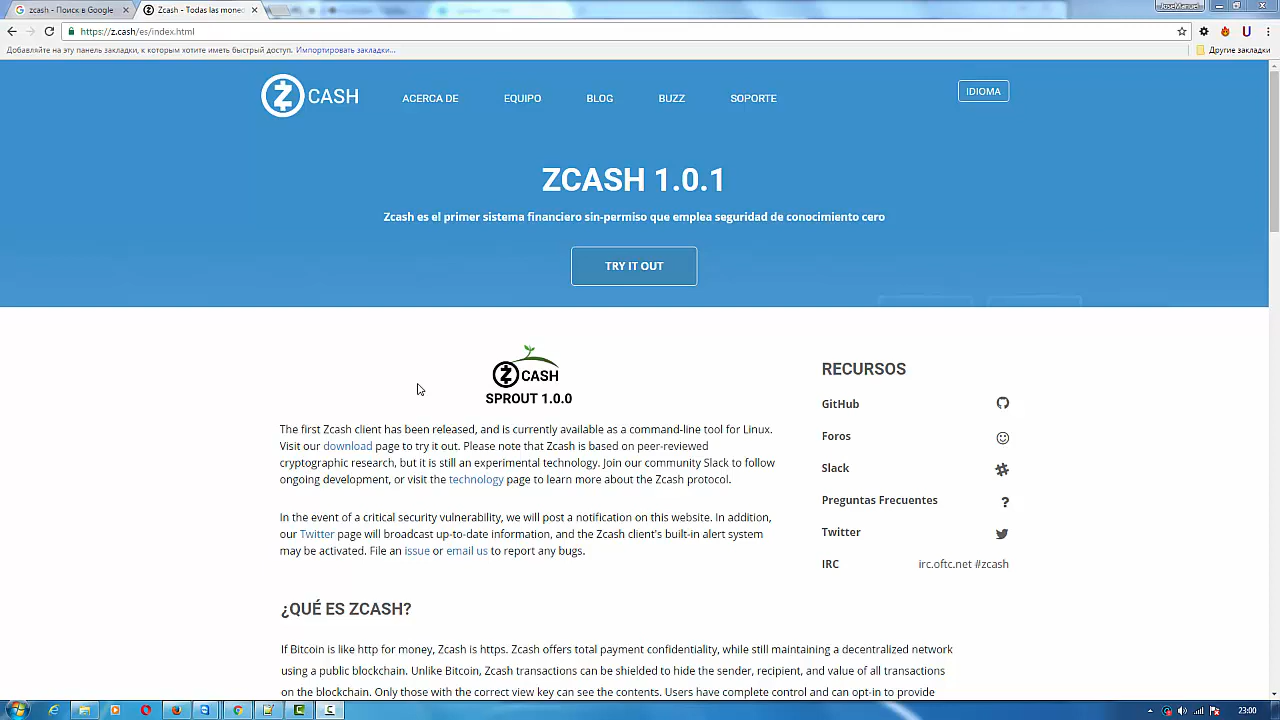 zcash - Поиск в Google
Zcash - Todas las mone
JoseManuel
https://z.cash/es/index.html
Добавляйте на эту панель закладки, к которым хотите иметь быстрый доступ. Импортировать закладки...
Другие закладки
ZCASH
ACERCA DE
EQUIPO
BLOG
BUZZ
SOPORTE
IDIOMA
ZCASH 1.0.1
Zcash es el primer sistema financiero sin-permiso que emplea seguridad de conocimiento cero
TRY IT OUT
ZCASH
SPROUT 1.0.0
The first Zcash client has been released, and is currently available as a command-line tool for Linux.
Visit our download page to try it out. Please note that Zcash is based on peer-reviewed
cryptographic research, but it is still an experimental technology. Join our community Slack to follow
ongoing development, or visit the technology page to learn more about the Zcash protocol.
In the event of a critical security vulnerability, we will post a notification on this website. In addition,
our Twitter page will broadcast up-to-date information, and the Zcash client's built-in alert system
may be activated. File an issue or email us to report any bugs.
RECURSOS
GitHub
Foros
Slack
Preguntas Frecuentes
Twitter
IRC irc.oftc.net #zcash
¿QUÉ ES ZCASH?
If Bitcoin is like http for money, Zcash is https. Zcash offers total payment confidentiality, while still maintaining a decentralized network
using a public blockchain. Unlike Bitcoin, Zcash transactions can be shielded to hide the sender, recipient, and value of all transactions
on the blockchain. Only those with the correct view key can see the contents. Users have complete control and can opt-in to provide
23:00